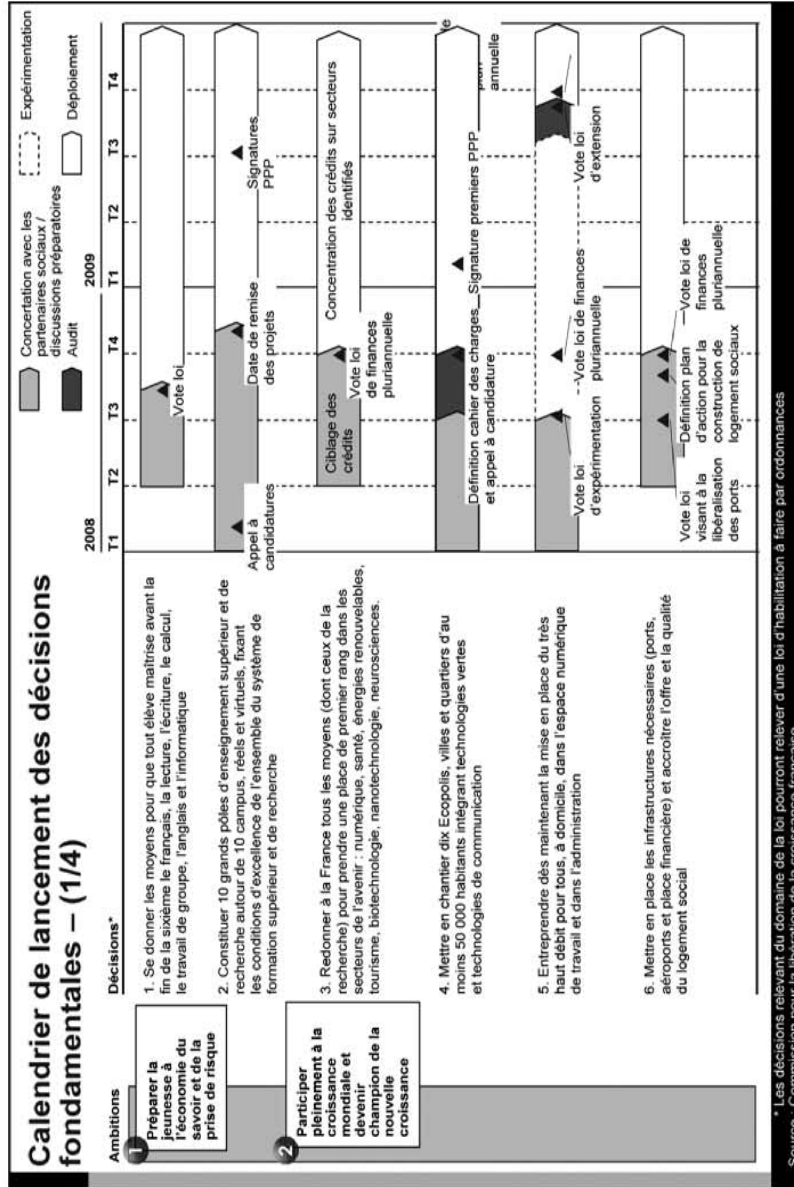 Calendrier de lancement des décisions
fondamentales – (1/4)
Concertation avec les
partenaires sociaux /
discussions préparatoires
Audit
Expérimentation
Déploiement
Ambitions
Décisions*
2008
2009
T1
T2
T3
T4
T1
T2
T3
T4
1
Préparer la
jeunesse à
l'économie du
savoir et de la
prise de risque
1. Se donner les moyens pour que tout élève maîtrise avant la
fin de la sixième le français, la lecture, l'écriture, le calcul,
le travail de groupe, l'anglais et l'informatique
Vote loi
2. Constituer 10 grands pôles d'enseignement supérieur et de
recherche autour de 10 campus, réels et virtuels, fixant
les conditions d'excellence de l'ensemble du système de
formation supérieur et de recherche
Appel à
candidatures
Date de remise
des projets
Signatures
PPP
2
Participer
pleinement à la
croissance
mondiale et
devenir
champion de la
nouvelle
croissance
3. Redonner à la France tous les moyens (dont ceux de la
recherche) pour prendre une place de premier rang dans les
secteurs de l'avenir : numérique, santé, énergies renouvelables,
tourisme, biotechnologie, nanotechnologie, neurosciences.
Ciblage des
crédits
Vote loi
de finances
pluriannuelle
Concentration des crédits sur secteurs
identifiés
4. Mettre en chantier dix Ecopolis, villes et quartiers d'au
moins 50 000 habitants intégrant technologies vertes
et technologies de communication
Définition cahier des charges
et appel à candidature
Signature premiers PPP
annuelle
5. Entreprendre dès maintenant la mise en place du très
haut débit pour tous, à domicile, dans l'espace numérique
de travail et dans l'administration
Vote loi
d'expérimentation
Vote loi de finances
pluriannuelle
Vote loi
d'extension
6. Mettre en place les infrastructures nécessaires (ports,
aéroports et place financière) et accroître l'offre et la qualité
du logement social
Vote loi
visant à la
libéralisation
des ports
Définition plan
d'action pour la
construction de
logement sociaux
Vote loi de
finances
pluriannuelle
* Les décisions relevant du domaine de la loi pourront relever d'une loi d'habilitation à faire par ordonnances
Source : Commission pour la libération de la croissance française